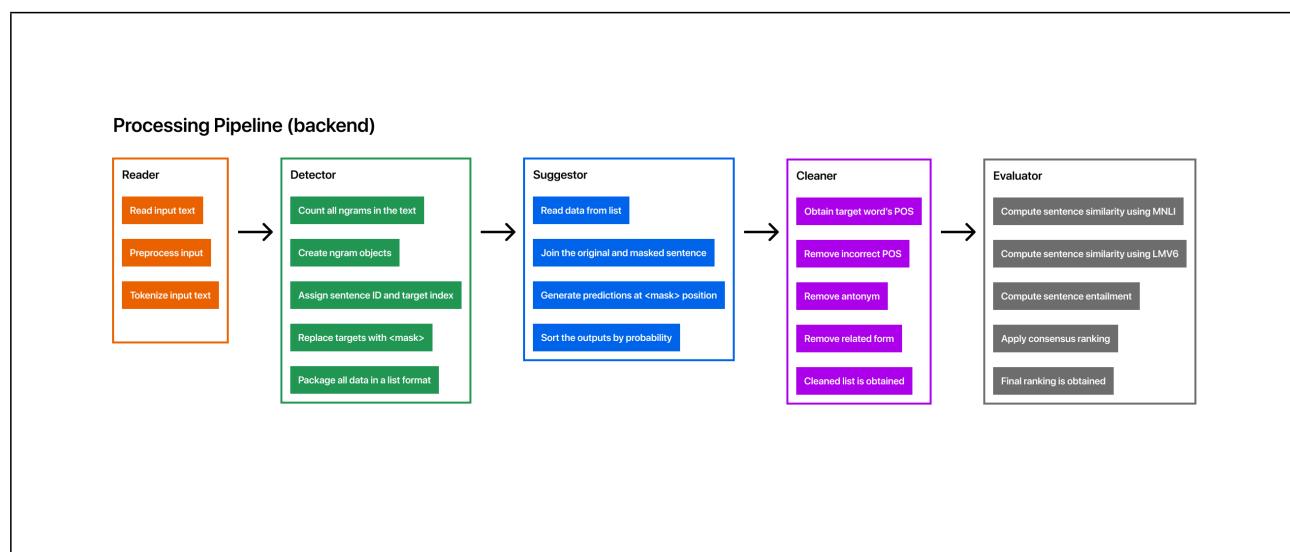 Processing Pipeline (backend)
Reader
Read input text
Preprocess input
Tokenize input text
Detector
Count all ngrams in the text
Create ngram objects
Assign sentence ID and target index
Replace targets with <mask>
Package all data in a list format
Suggestor
Read data from list
Join the original and masked sentence
Generate predictions at <mask> position
Sort the outputs by probability
Cleaner
Obtain target word's POS
Remove incorrect POS
Remove antonym
Remove related form
Cleaned list is obtained
Evaluator
Compute sentence similarity using MNLI
Compute sentence similarity using LMV6
Compute sentence entailment
Apply consensus ranking
Final ranking is obtained